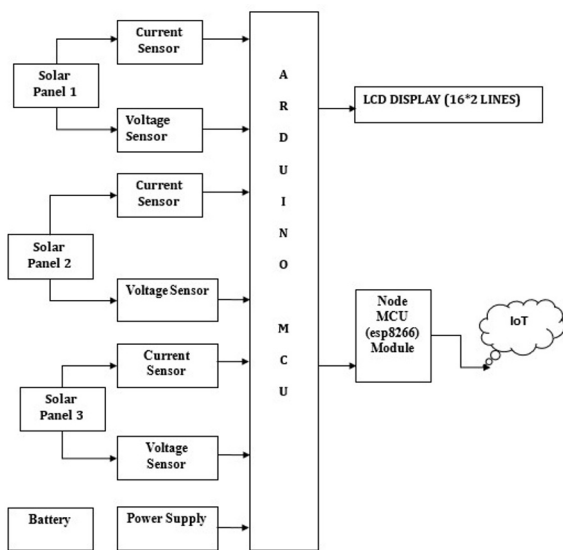 Current
Sensor
Solar
Panel 1
Voltage
Sensor
Current
Sensor
Solar
Panel 2
Voltage Sensor
Current
Sensor
Solar
Panel 3
Voltage
Sensor
Battery
Power Supply
A
R
D
U
I
N
O
M
C
U
LCD DISPLAY (16*2 LINES)
Node
MCU
(esp8266)
Module
IoT